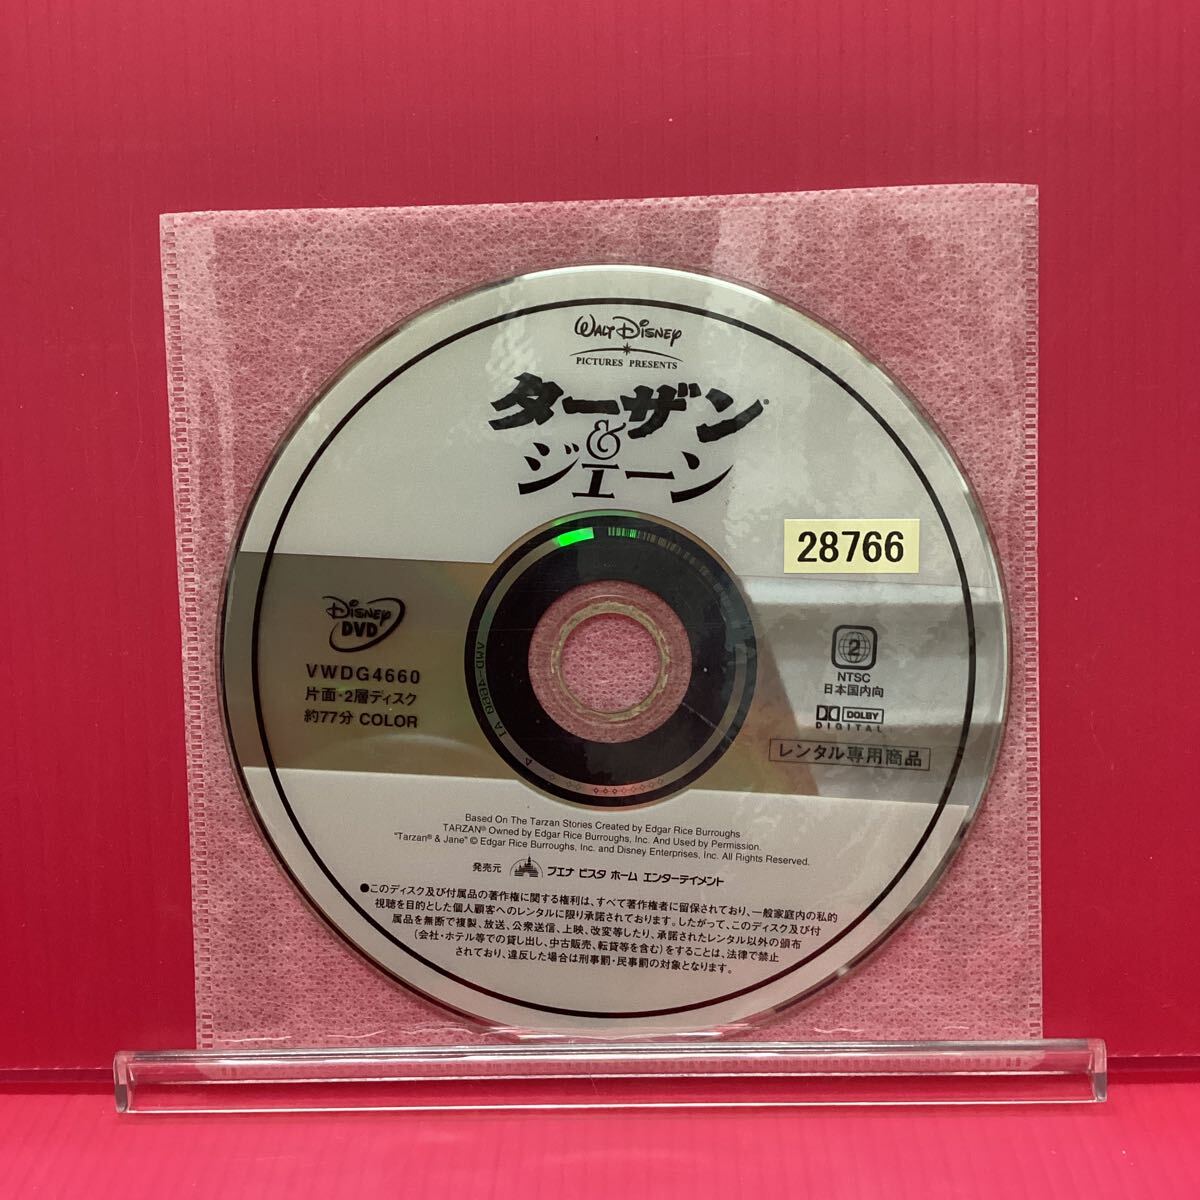 WALT DISNEY
PICTURES PRESENTS
ターザン®
&
ジェーン
28766
DISNEY
DVD
VWDG4660
片面・2層ディスク
約77分 COLOR
2
NTSC
日本国内向
DOLBY
DIGITAL
レンタル専用商品
Based On The Tarzan Stories Created by Edgar Rice Burroughs
TARZAN® Owned by Edgar Rice Burroughs, Inc. And Used by Permission.
"Tarzan® & Jane" © Edgar Rice Burroughs, Inc. and Disney Enterprises, Inc. All Rights Reserved.
発売元 ブエナ ビスタ ホーム エンターテイメント
●このディスク及び付属品の著作権に関する権利は、すべて著作権者に留保されており、一般家庭内の私的
視聴を目的とした個人顧客へのレンタルに限り承諾されております。したがって、このディスク及び付
属品を無断で複製、放送、公衆送信、上映、改変等したり、承諾されたレンタル以外の頒布
(会社・ホテル等での貸し出し、中古販売、転貸等を含む)をすることは、法律で禁止
されており、違反した場合は刑事罰・民事罰の対象となります。